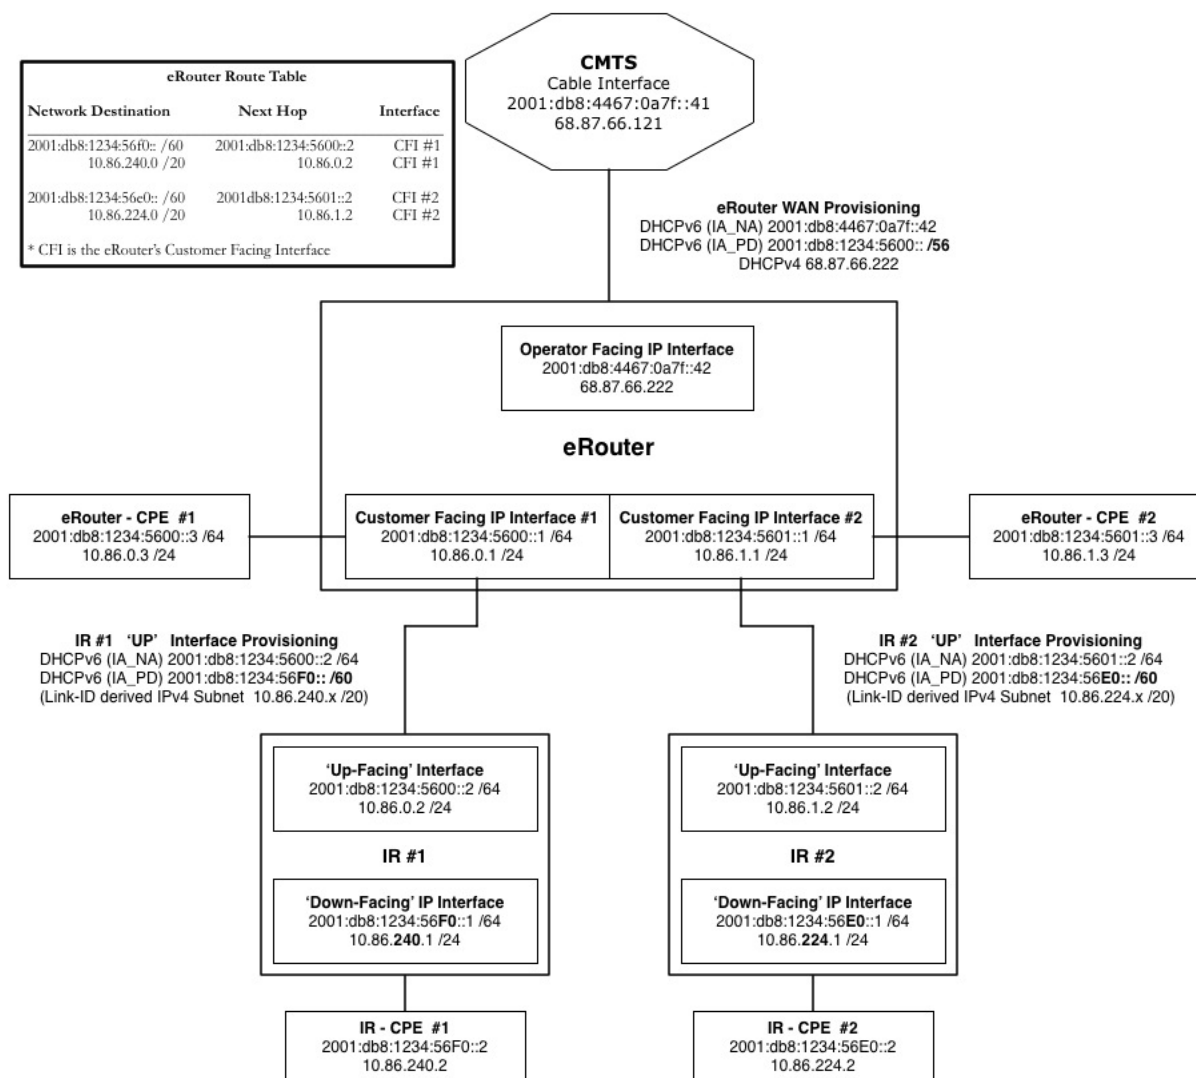 eRouter Route Table
Network Destination Next Hop Interface
2001:db8:1234:56f0:: /60 2001:db8:1234:5600::2 CFI #1
10.86.240.0 /20 10.86.0.2 CFI #1
2001:db8:1234:56e0:: /60 2001db8:1234:5601::2 CFI #2
10.86.224.0 /20 10.86.1.2 CFI #2
* CFI is the eRouter's Customer Facing Interface
CMTS
Cable Interface
2001:db8:4467:0a7f::41
68.87.66.121
eRouter WAN Provisioning
DHCPv6 (IA_NA) 2001:db8:4467:0a7f::42
DHCPv6 (IA_PD) 2001:db8:1234:5600:: /56
DHCPv4 68.87.66.222
Operator Facing IP Interface
2001:db8:4467:0a7f::42
68.87.66.222
eRouter
eRouter - CPE #1
2001:db8:1234:5600::3 /64
10.86.0.3 /24
Customer Facing IP Interface #1
2001:db8:1234:5600::1 /64
10.86.0.1 /24
Customer Facing IP Interface #2
2001:db8:1234:5601::1 /64
10.86.1.1 /24
eRouter - CPE #2
2001:db8:1234:5601::3 /64
10.86.1.3 /24
IR #1 ‘UP’ Interface Provisioning
DHCPv6 (IA_NA) 2001:db8:1234:5600::2 /64
DHCPv6 (IA_PD) 2001:db8:1234:56F0:: /60
(Link-ID derived IPv4 Subnet 10.86.240.x /20)
IR #2 ‘UP’ Interface Provisioning
DHCPv6 (IA_NA) 2001:db8:1234:5601::2 /64
DHCPv6 (IA_PD) 2001:db8:1234:56E0:: /60
(Link-ID derived IPv4 Subnet 10.86.224.x /20)
‘Up-Facing’ Interface
2001:db8:1234:5600::2 /64
10.86.0.2 /24
IR #1
‘Down-Facing’ IP Interface
2001:db8:1234:56F0::1 /64
10.86.240.1 /24
‘Up-Facing’ Interface
2001:db8:1234:5601::2 /64
10.86.1.2 /24
IR #2
‘Down-Facing’ IP Interface
2001:db8:1234:56E0::1 /64
10.86.224.1 /24
IR - CPE #1
2001:db8:1234:56F0::2
10.86.240.2
IR - CPE #2
2001:db8:1234:56E0::2
10.86.224.2